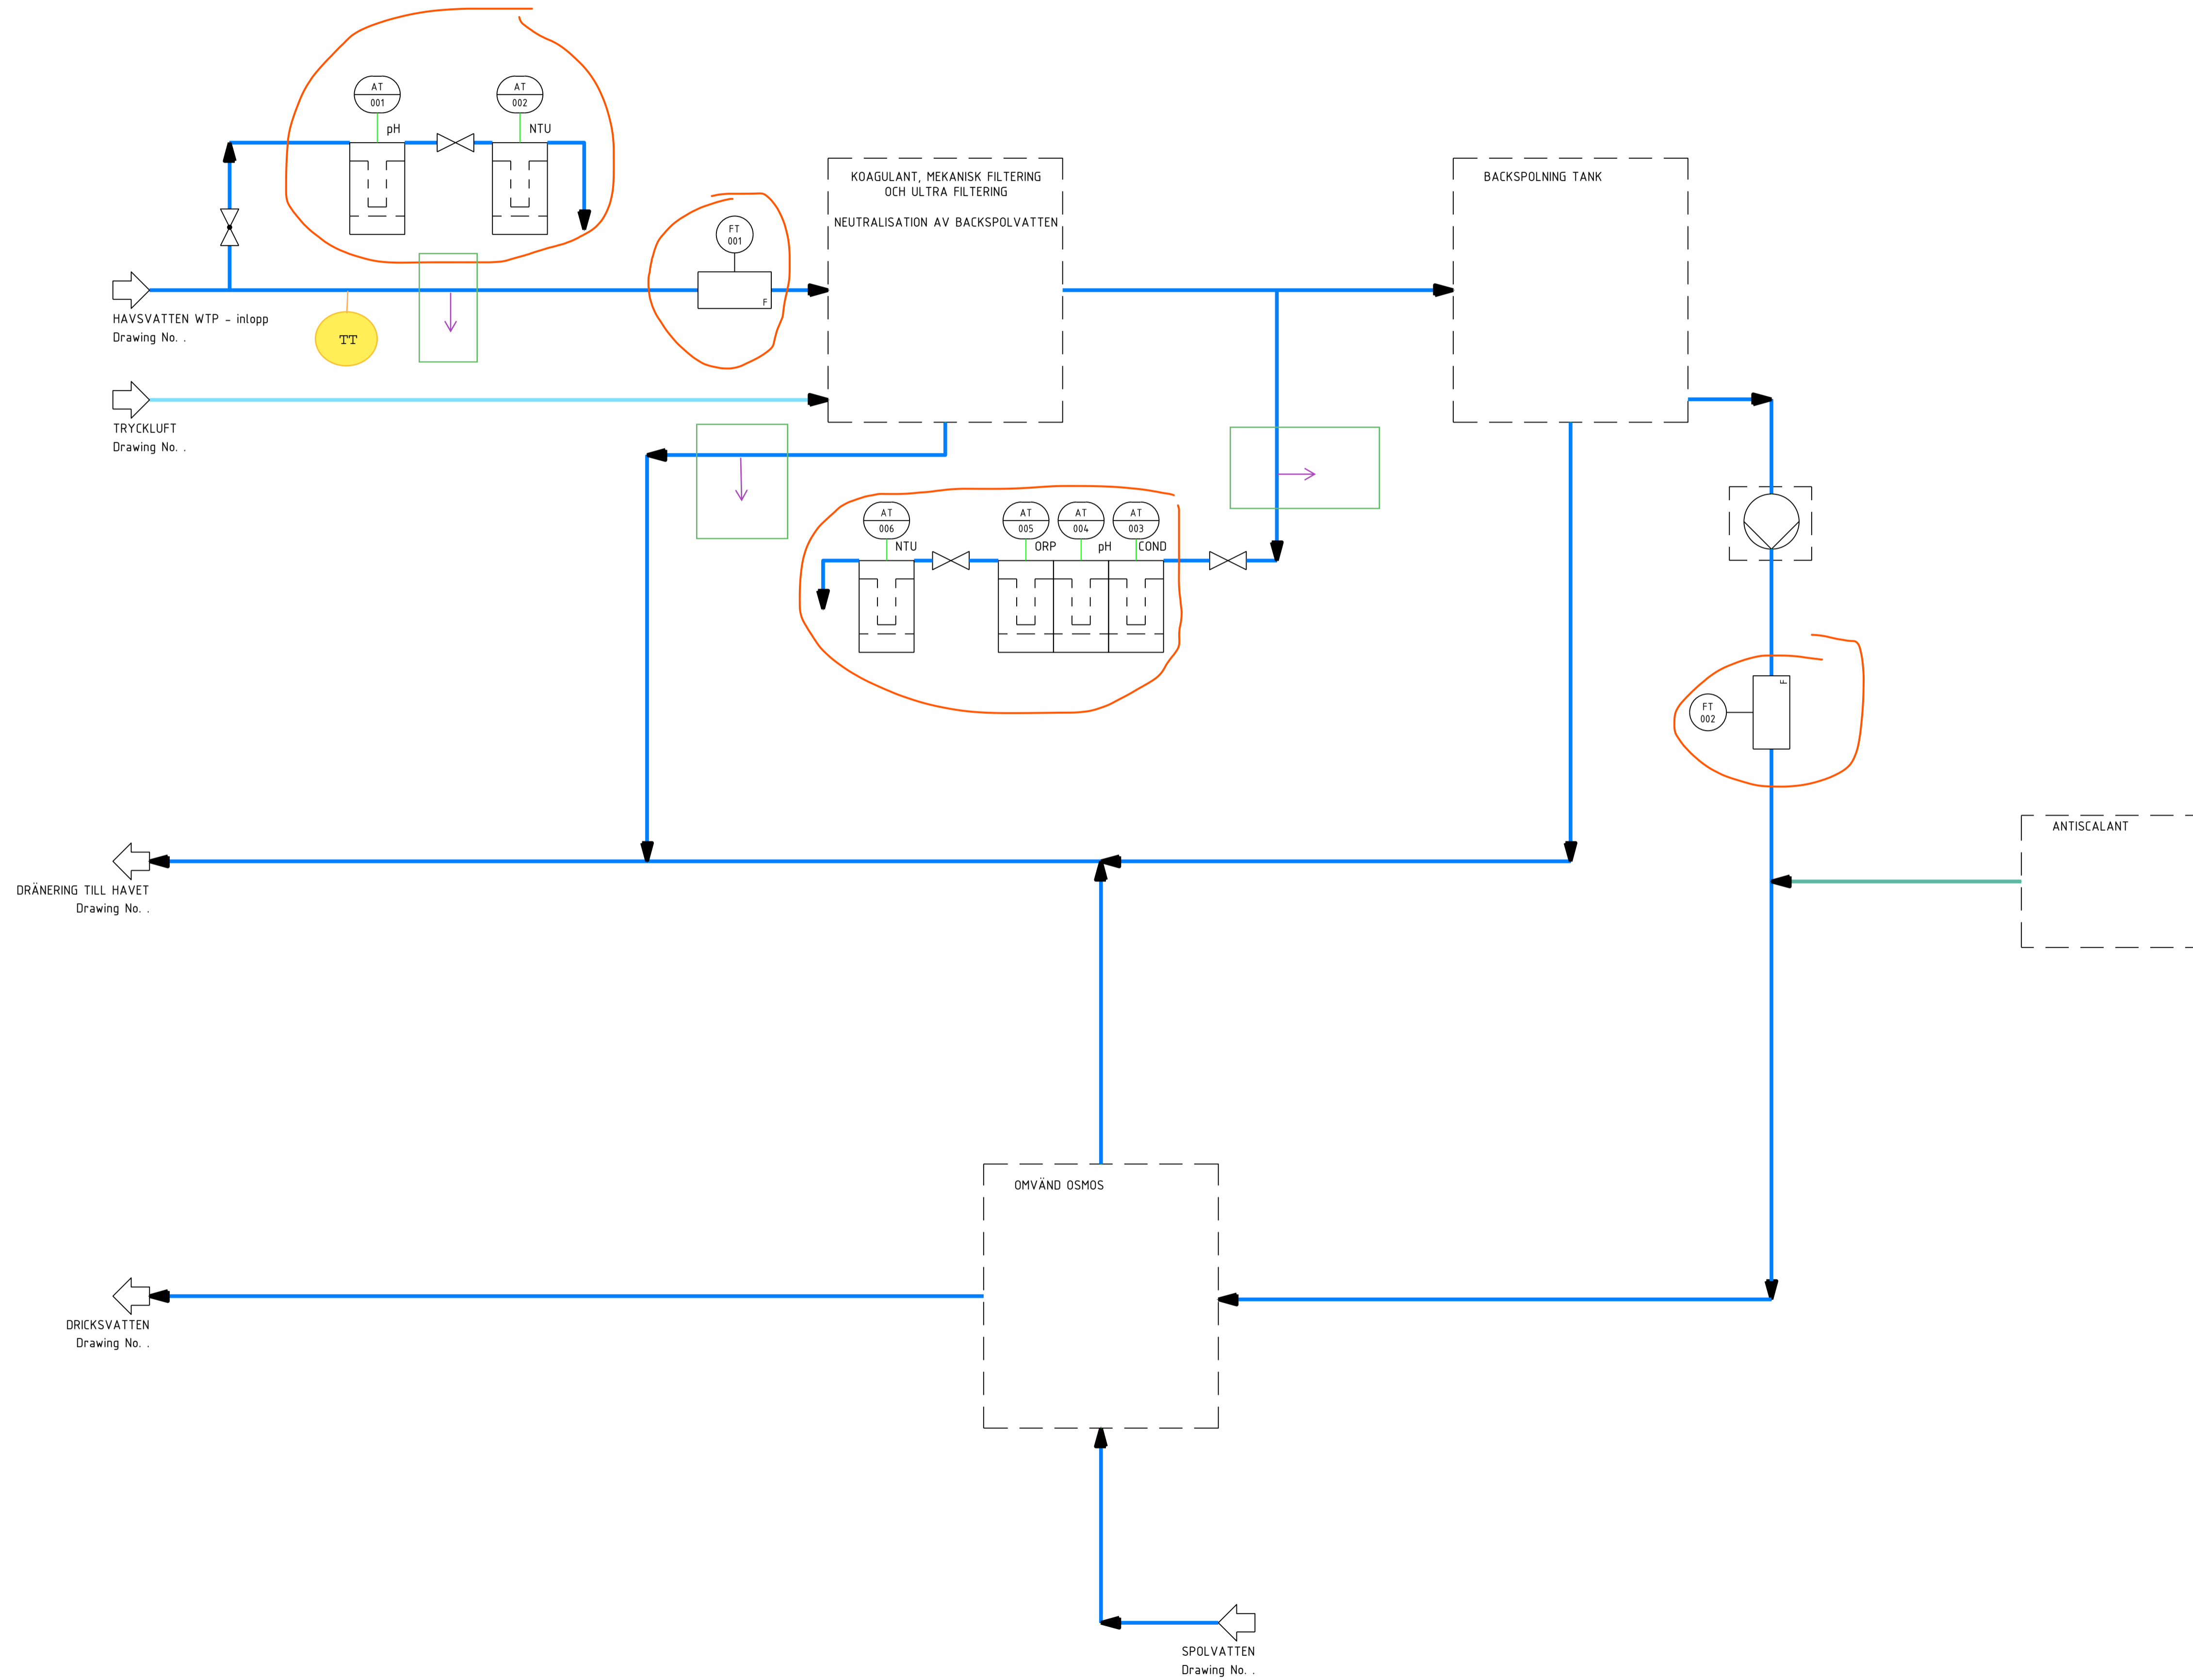 AT
001
pH
AT
002
NTU
KOAGULANT, MEKANISK FILTERING
OCH ULTRA FILTERING
NEUTRALISATION AV BACKSPOLVATTEN
BACKSPOLNING TANK
FT
001
F
HAVSVATTEN WTP - inlopp
Drawing No. .
TT
TRYCKLUFT
Drawing No. .
AT
006
NTU
AT
005
ORP
AT
004
pH
AT
003
COND
F
FT
002
ANTISCALANT
DRÄNERING TILL HAVET
Drawing No. .
OMVÄND OSMOS
DRICKSVATTEN
Drawing No. .
SPOLVATTEN
Drawing No. .